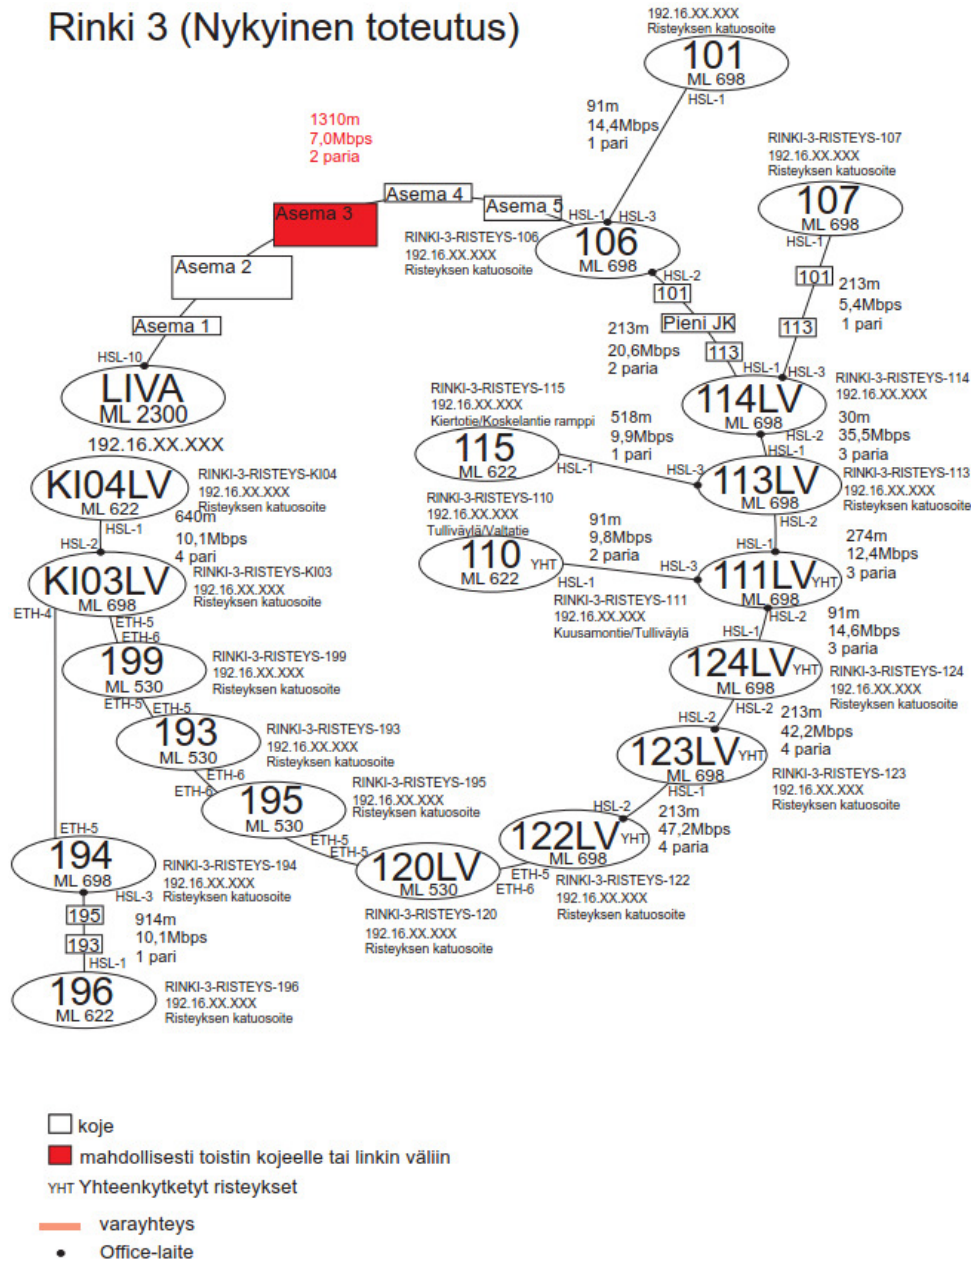 Rinki 3 (Nykyinen toteutus)
192.16.XX.XXX
Risteyksen katuosoite
101
ML 698
HSL-1
91m
14,4Mbps
1 pari
1310m
7,0Mbps
2 paria
RINKI-3-RISTEYS-107
192.16.XX.XXX
Risteyksen katuosoite
107
ML 698
HSL-1
Asema 4
Asema 5
Asema 3
HSL-1
HSL-3
106
ML 698
RINKI-3-RISTEYS-106
192.16.XX.XXX
Risteyksen katuosoite
HSL-2
Asema 2
101
213m
5,4Mbps
1 pari
101
Pieni JK
113
113
213m
20,6Mbps
2 paria
Asema 1
HSL-10
LIVA
ML 2300
192.16.XX.XXX
HSL-1
HSL-3
114LV
ML 698
RINKI-3-RISTEYS-114
192.16.XX.XXX
HSL-2
30m
35,5Mbps
3 paria
RINKI-3-RISTEYS-115
192.16.XX.XXX
Kiertotie/Koskelantie ramppi
115
ML 622
HSL-1
518m
9,9Mbps
1 pari
HSL-1
HSL-3
113LV
ML 698
RINKI-3-RISTEYS-113
192.16.XX.XXX
Risteyksen katuosoite
HSL-2
KI04LV
ML 622
RINKI-3-RISTEYS-KI04
192.16.XX.XXX
Risteyksen katuosoite
HSL-1
640m
10,1Mbps
4 pari
HSL-2
RINKI-3-RISTEYS-110
192.16.XX.XXX
Tulliväylä/Valtatie
110 YHT
ML 622
HSL-1
91m
9,8Mbps
2 paria
274m
12,4Mbps
3 paria
HSL-1
HSL-3
111LV YHT
ML 698
RINKI-3-RISTEYS-111
192.16.XX.XXX
Kuusamontie/Tulliväylä
HSL-2
91m
14,6Mbps
3 paria
KI03LV
ML 698
RINKI-3-RISTEYS-KI03
192.16.XX.XXX
Risteyksen katuosoite
ETH-4
ETH-5
ETH-6
199
ML 530
RINKI-3-RISTEYS-199
192.16.XX.XXX
Risteyksen katuosoite
HSL-1
124LV YHT
ML 698
RINKI-3-RISTEYS-124
192.16.XX.XXX
Risteyksen katuosoite
HSL-2
213m
42,2Mbps
4 paria
ETH-5
ETH-5
193
ML 530
RINKI-3-RISTEYS-193
192.16.XX.XXX
Risteyksen katuosoite
HSL-2
123LV YHT
ML 698
RINKI-3-RISTEYS-123
192.16.XX.XXX
Risteyksen katuosoite
HSL-1
213m
47,2Mbps
4 paria
ETH-6
ETH-6
195
ML 530
RINKI-3-RISTEYS-195
192.16.XX.XXX
Risteyksen katuosoite
HSL-2
122LV YHT
ML 698
RINKI-3-RISTEYS-122
192.16.XX.XXX
Risteyksen katuosoite
ETH-5
ETH-6
ETH-5
ETH-5
120LV
ML 530
RINKI-3-RISTEYS-120
192.16.XX.XXX
Risteyksen katuosoite
ETH-5
194
ML 698
RINKI-3-RISTEYS-194
192.16.XX.XXX
Risteyksen katuosoite
HSL-3
195
193
914m
10,1Mbps
1 pari
HSL-1
196
ML 622
RINKI-3-RISTEYS-196
192.16.XX.XXX
Risteyksen katuosoite
koje
mahdollisesti toistin kojeelle tai linkin väliin
YHT Yhteenkytketyt risteykset
varayhteys
Office-laite